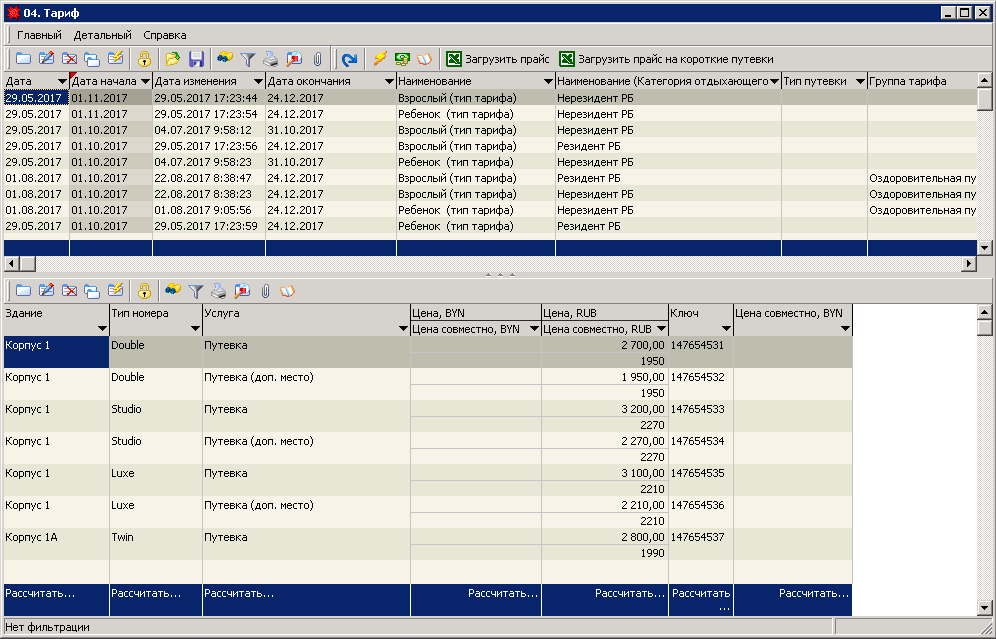 04. Тариф
Главный Детальный Справка
Загрузить прайс Загрузить прайс на короткие путевки
Дата Дата начала Дата изменения Дата окончания Наименование Наименование (Категория отдыхающего Тип путевки Группа тарифа
29.05.2017 01.11.2017 29.05.2017 17:23:44 24.12.2017 Взрослый (тип тарифа) Нерезидент РБ
29.05.2017 01.11.2017 29.05.2017 17:23:54 24.12.2017 Ребенок (тип тарифа) Нерезидент РБ
29.05.2017 01.10.2017 04.07.2017 9:58:12 31.10.2017 Взрослый (тип тарифа) Нерезидент РБ
29.05.2017 01.10.2017 29.05.2017 17:23:56 24.12.2017 Взрослый (тип тарифа) Резидент РБ
29.05.2017 01.10.2017 04.07.2017 9:58:23 31.10.2017 Ребенок (тип тарифа) Нерезидент РБ
01.08.2017 01.10.2017 22.08.2017 8:38:47 24.12.2017 Взрослый (тип тарифа) Резидент РБ Оздоровительная пу
01.08.2017 01.10.2017 22.08.2017 8:38:23 24.12.2017 Взрослый (тип тарифа) Нерезидент РБ Оздоровительная пу
01.08.2017 01.10.2017 01.08.2017 9:05:56 24.12.2017 Ребенок (тип тарифа) Нерезидент РБ Оздоровительная пу
29.05.2017 01.10.2017 29.05.2017 17:23:59 24.12.2017 Ребенок (тип тарифа) Резидент РБ
Здание Тип номера Услуга Цена, BYN Цена, RUB Ключ Цена совместно, BYN
Цена совместно, BYN Цена совместно, RUB
Корпус 1 Double Путевка 2 700,00 147654531
1950
Корпус 1 Double Путевка (доп. место) 1 950,00 147654532
1950
Корпус 1 Studio Путевка 3 200,00 147654533
2270
Корпус 1 Studio Путевка (доп. место) 2 270,00 147654534
2270
Корпус 1 Luxe Путевка 3 100,00 147654535
2210
Корпус 1 Luxe Путевка (доп. место) 2 210,00 147654536
2210
Корпус 1А Twin Путевка 2 800,00 147654537
1990
Рассчитать... Рассчитать... Рассчитать... Рассчитать... Рассчитать... Рассчитать Рассчитать...
...
Нет фильтрации